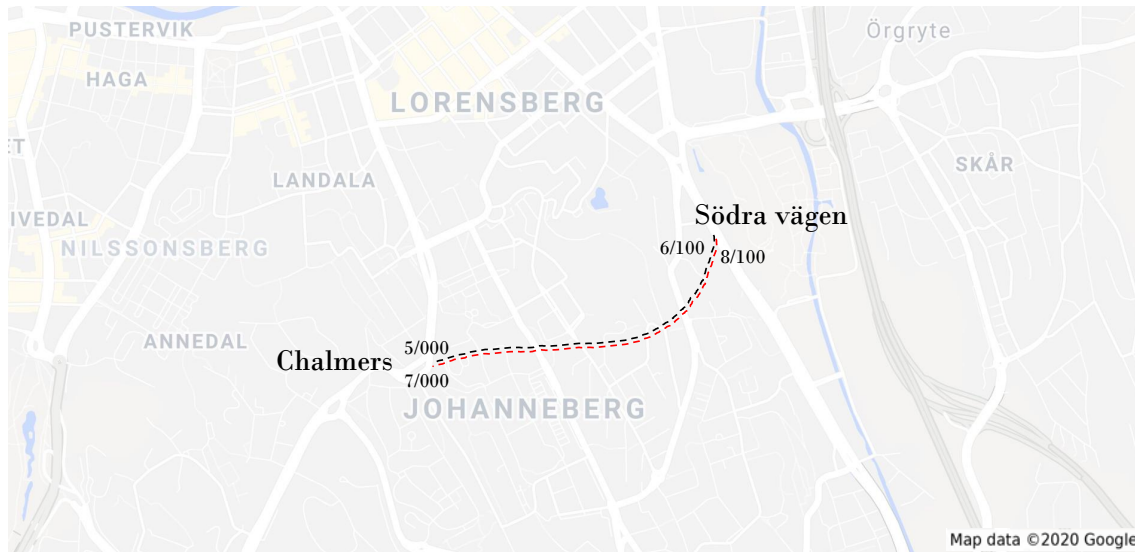 PUSTERVIK
Örgryte
HAGA
LORENSBERG
ET
SKÅR
LANDALA
IVEDAL
Södra vägen
NILSSONSBERG
6/100
8/100
ANNEDAL
5/000
Chalmers
7/000
JOHANNEBERG
Map data ©2020 Google